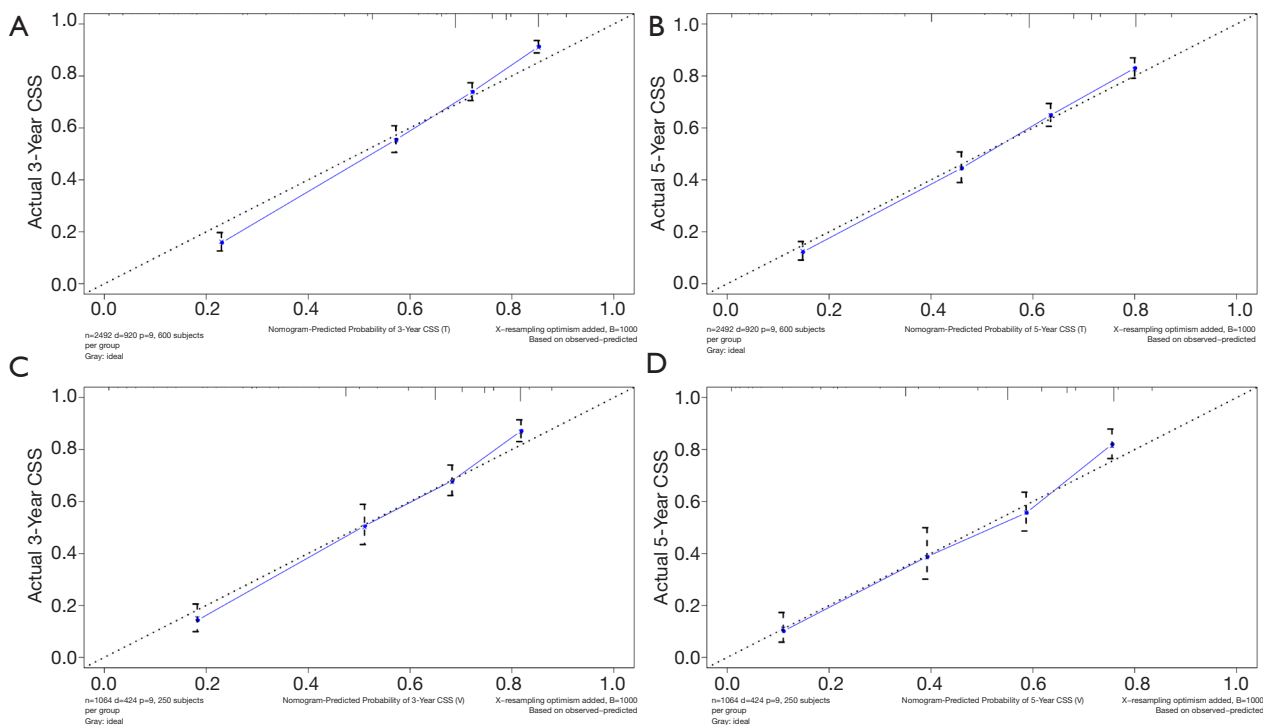 A
Actual 3-Year CSS
1.0
0.8
0.6
0.4
0.2
0.0
0.0 0.2 0.4 0.6 0.8 1.0
n=2492 d=920 p=9, 600 subjects
per group
Gray: ideal
Nomogram-Predicted Probability of 3-Year CSS (T)
X-resampling optimism added, B=1000
Based on observed-predicted
B
Actual 5-Year CSS
1.0
0.8
0.6
0.4
0.2
0.0
0.0 0.2 0.4 0.6 0.8 1.0
n=2492 d=920 p=9, 600 subjects
per group
Gray: ideal
Nomogram-Predicted Probability of 5-Year CSS (T)
X-resampling optimism added, B=1000
Based on observed-predicted
C
Actual 3-Year CSS
1.0
0.8
0.6
0.4
0.2
0.0
0.0 0.2 0.4 0.6 0.8 1.0
n=1064 d=424 p=9, 250 subjects
per group
Gray: ideal
Nomogram-Predicted Probability of 3-Year CSS (V)
X-resampling optimism added, B=1000
Based on observed-predicted
D
Actual 5-Year CSS
1.0
0.8
0.6
0.4
0.2
0.0
0.0 0.2 0.4 0.6 0.8 1.0
n=1064 d=424 p=9, 250 subjects
per group
Gray: ideal
Nomogram-Predicted Probability of 5-Year CSS (V)
X-resampling optimism added, B=1000
Based on observed-predicted